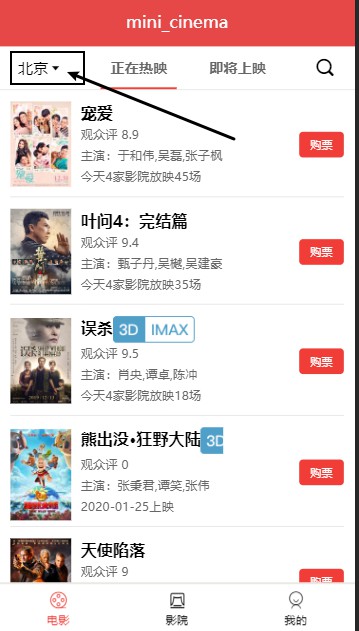 mini_cinema
北京
正在热映
即将上映
宠爱
观众评 8.9
主演：于和伟,吴磊,张子枫
今天4家影院放映45场
购票
叶问4：完结篇
观众评 9.4
主演：甄子丹,吴樾,吴建豪
今天4家影院放映35场
购票
误杀 3D IMAX
观众评 9.5
主演：肖央,谭卓,陈冲
今天4家影院放映18场
购票
熊出没•狂野大陆 3D
观众评 0
主演：张秉君,谭笑,张伟
2020-01-25上映
购票
天使陷落
观众评 9
购票
电影
影院
我的